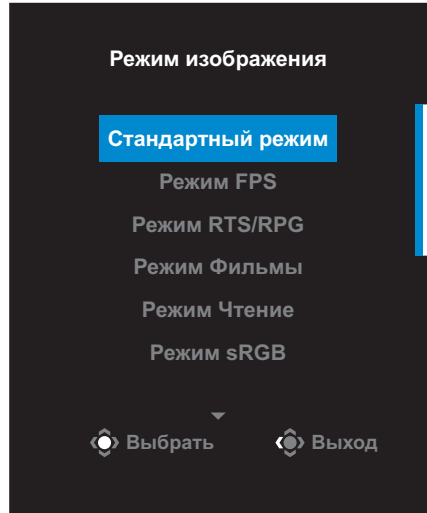 Режим изображения
Стандартный режим
Режим FPS
Режим RTS/RPG
Режим Фильмы
Режим Чтение
Режим sRGB
Выбрать Выход